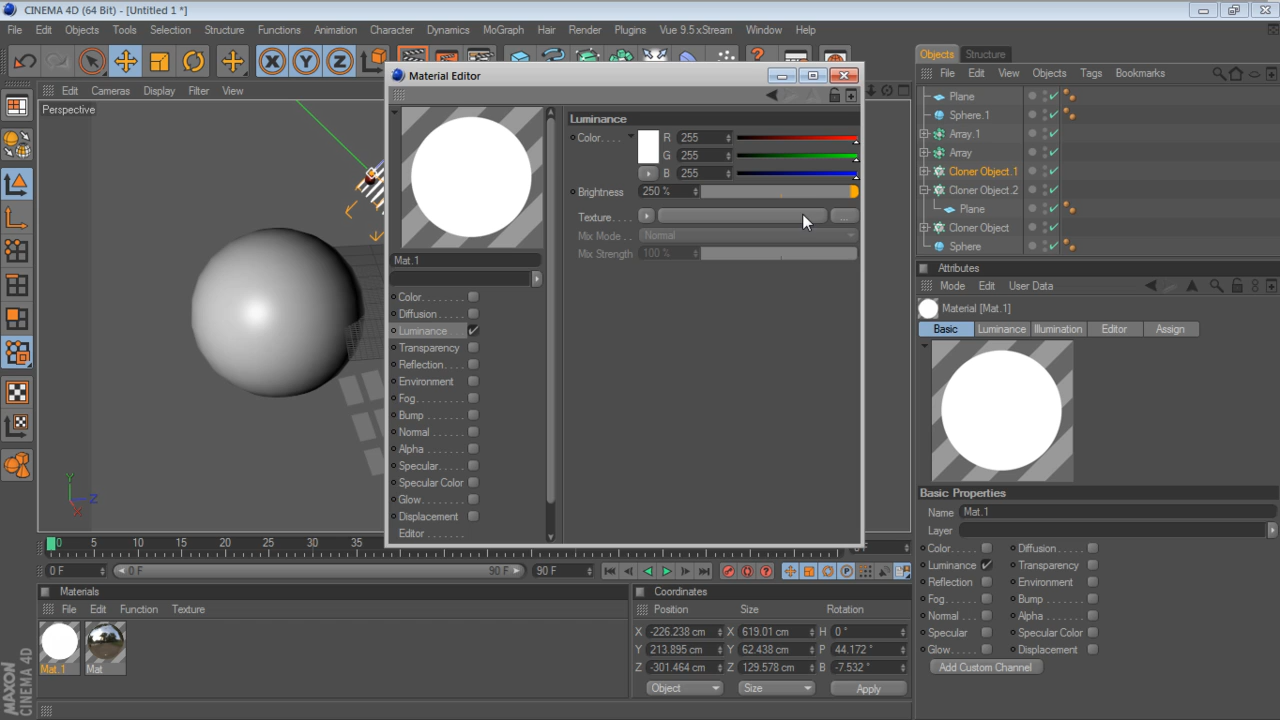 CINEMA 4D (64 Bit) - [Untitled 1 *]
File Edit Objects Tools Selection Structure Functions Animation Character Dynamics MoGraph Hair Render Plugins Vue 9.5 xStream Window Help
X Y Z
Objects Structure
File Edit View Objects Tags Bookmarks
Edit Cameras Display Filter View
Perspective
Plane
Sphere.1
Array.1
Array
Cloner Object.1
Cloner Object.2
Plane
Cloner Object
Sphere
Material Editor
Mat.1
Color. . . . . . . .
Diffusion . . . . .
Luminance
Transparency
Reflection. . . .
Environment
Fog. . . . . . . . .
Bump . . . . . . .
Normal . . . . . .
Alpha . . . . . . .
Specular. . . . .
Specular Color
Glow. . . . . . . .
Displacement
Editor . . . . . . .
Luminance
Color. . . . R 255
G 255
B 255
Brightness 250 %
Texture. . . . ...
Mix Mode . . Normal
Mix Strength 100 %
Attributes
Mode Edit User Data
Material [Mat.1]
Basic Luminance Illumination Editor Assign
Basic Properties
Name Mat.1
Layer
Color. . . . . Diffusion . . . .
Luminance Transparency
Reflection Environment
Fog. . . . . . Bump . . . . . .
Normal . . . Alpha . . . . . .
Specular Specular Color
Glow. . . . . Displacement
Add Custom Channel
0 5 10 15 20 25 30 35
0 F 0 F 90 F 90 F
Materials
File Edit Function Texture
Mat.1 Mat
Coordinates
Position Size Rotation
X -226.238 cm X 619.01 cm H 0 °
Y 213.895 cm Y 62.438 cm P 44.172 °
Z -301.464 cm Z 129.578 cm B -7.532 °
Object Size Apply
MAXON
CINEMA 4D